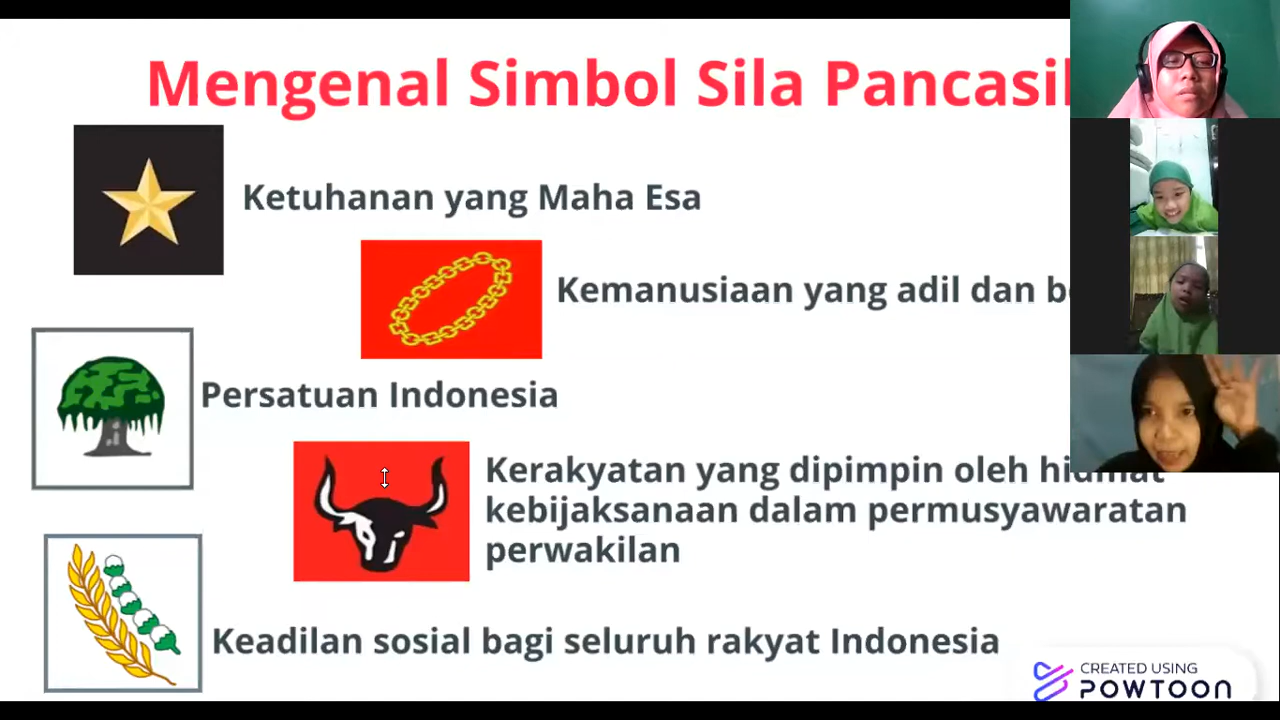 Mengenal Simbol Sila Pancasil
Ketuhanan yang Maha Esa
Kemanusiaan yang adil dan
Persatuan Indonesia
Kerakyatan yang dipimpin oleh hidmat
kebijaksanaan dalam permusyawaratan
perwakilan
Keadilan sosial bagi seluruh rakyat Indonesia
CREATED USING
POWTOON